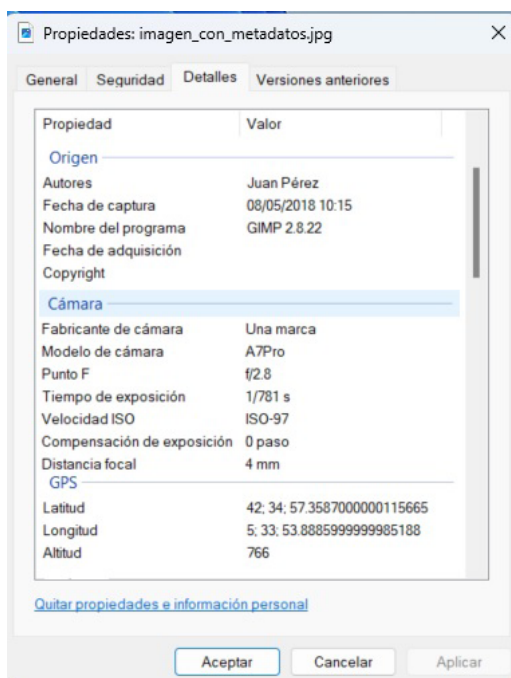 Propiedades: imagen_con_metadatos.jpg
General Seguridad Detalles Versiones anteriores
Propiedad Valor
Origen
Autores Juan Pérez
Fecha de captura 08/05/2018 10:15
Nombre del programa GIMP 2.8.22
Fecha de adquisición
Copyright
Cámara
Fabricante de cámara Una marca
Modelo de cámara A7Pro
Punto F f/2.8
Tiempo de exposición 1/781 s
Velocidad ISO ISO-97
Compensación de exposición 0 paso
Distancia focal 4 mm
GPS
Latitud 42; 34; 57.3587000000115665
Longitud 5; 33; 53.8885999999985188
Altitud 766
Quitar propiedades e información personal
Aceptar Cancelar Aplicar